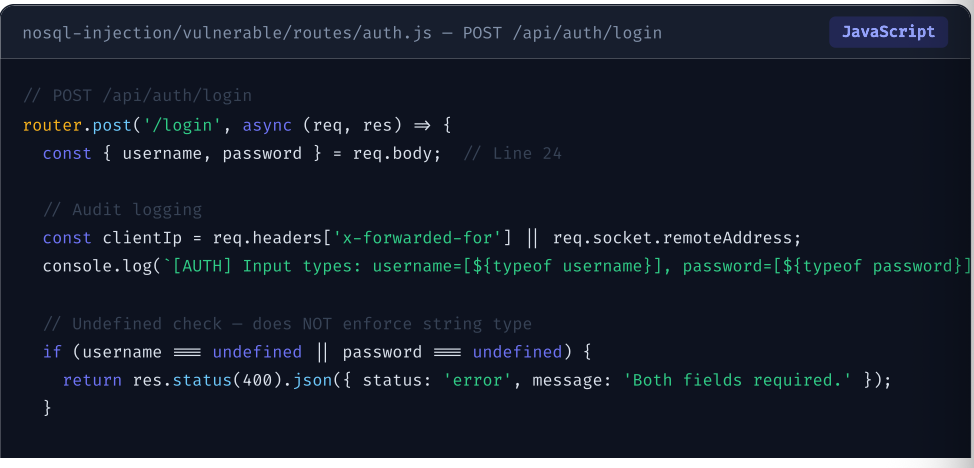 nosql-injection/vulnerable/routes/auth.js — POST /api/auth/login
JavaScript
// POST /api/auth/login
router.post('/login', async (req, res) => {
  const { username, password } = req.body;  // Line 24

  // Audit logging
  const clientIp = req.headers['x-forwarded-for'] || req.socket.remoteAddress;
  console.log(`[AUTH] Input types: username=[${typeof username}], password=[${typeof password}]

  // Undefined check — does NOT enforce string type
  if (username === undefined || password === undefined) {
    return res.status(400).json({ status: 'error', message: 'Both fields required.' });
  }